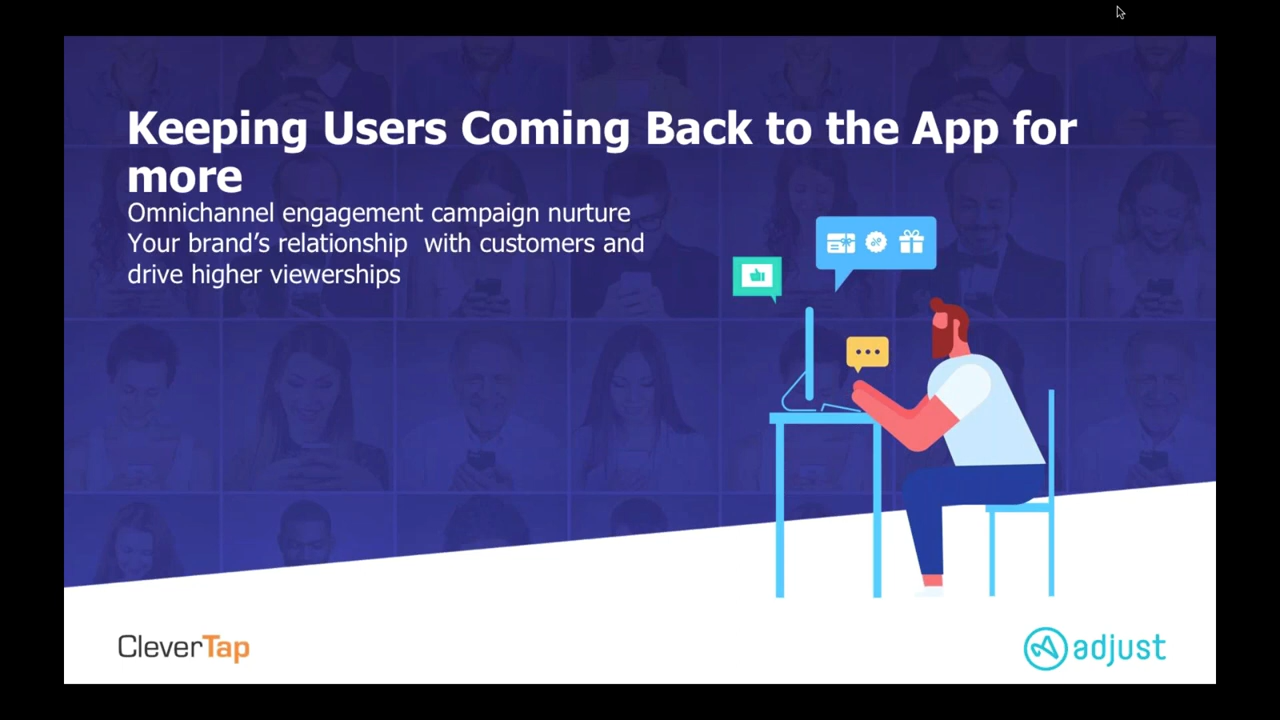 Keeping Users Coming Back to the App for
more
Omnichannel engagement campaign nurture
Your brand’s relationship  with customers and
drive higher viewerships
CleverTap
adjust